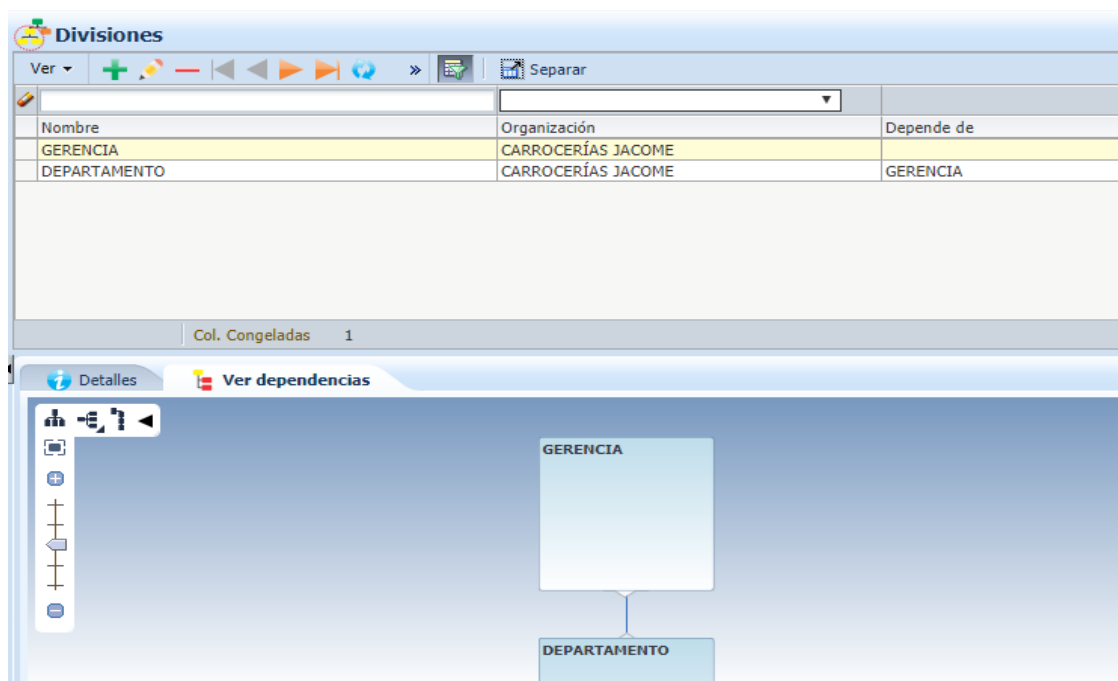 Divisiones
Ver » Separar
Nombre Organización Depende de
GERENCIA CARROCERÍAS JACOME
DEPARTAMENTO CARROCERÍAS JACOME GERENCIA
Col. Congeladas 1
Detalles Ver dependencias
GERENCIA
DEPARTAMENTO